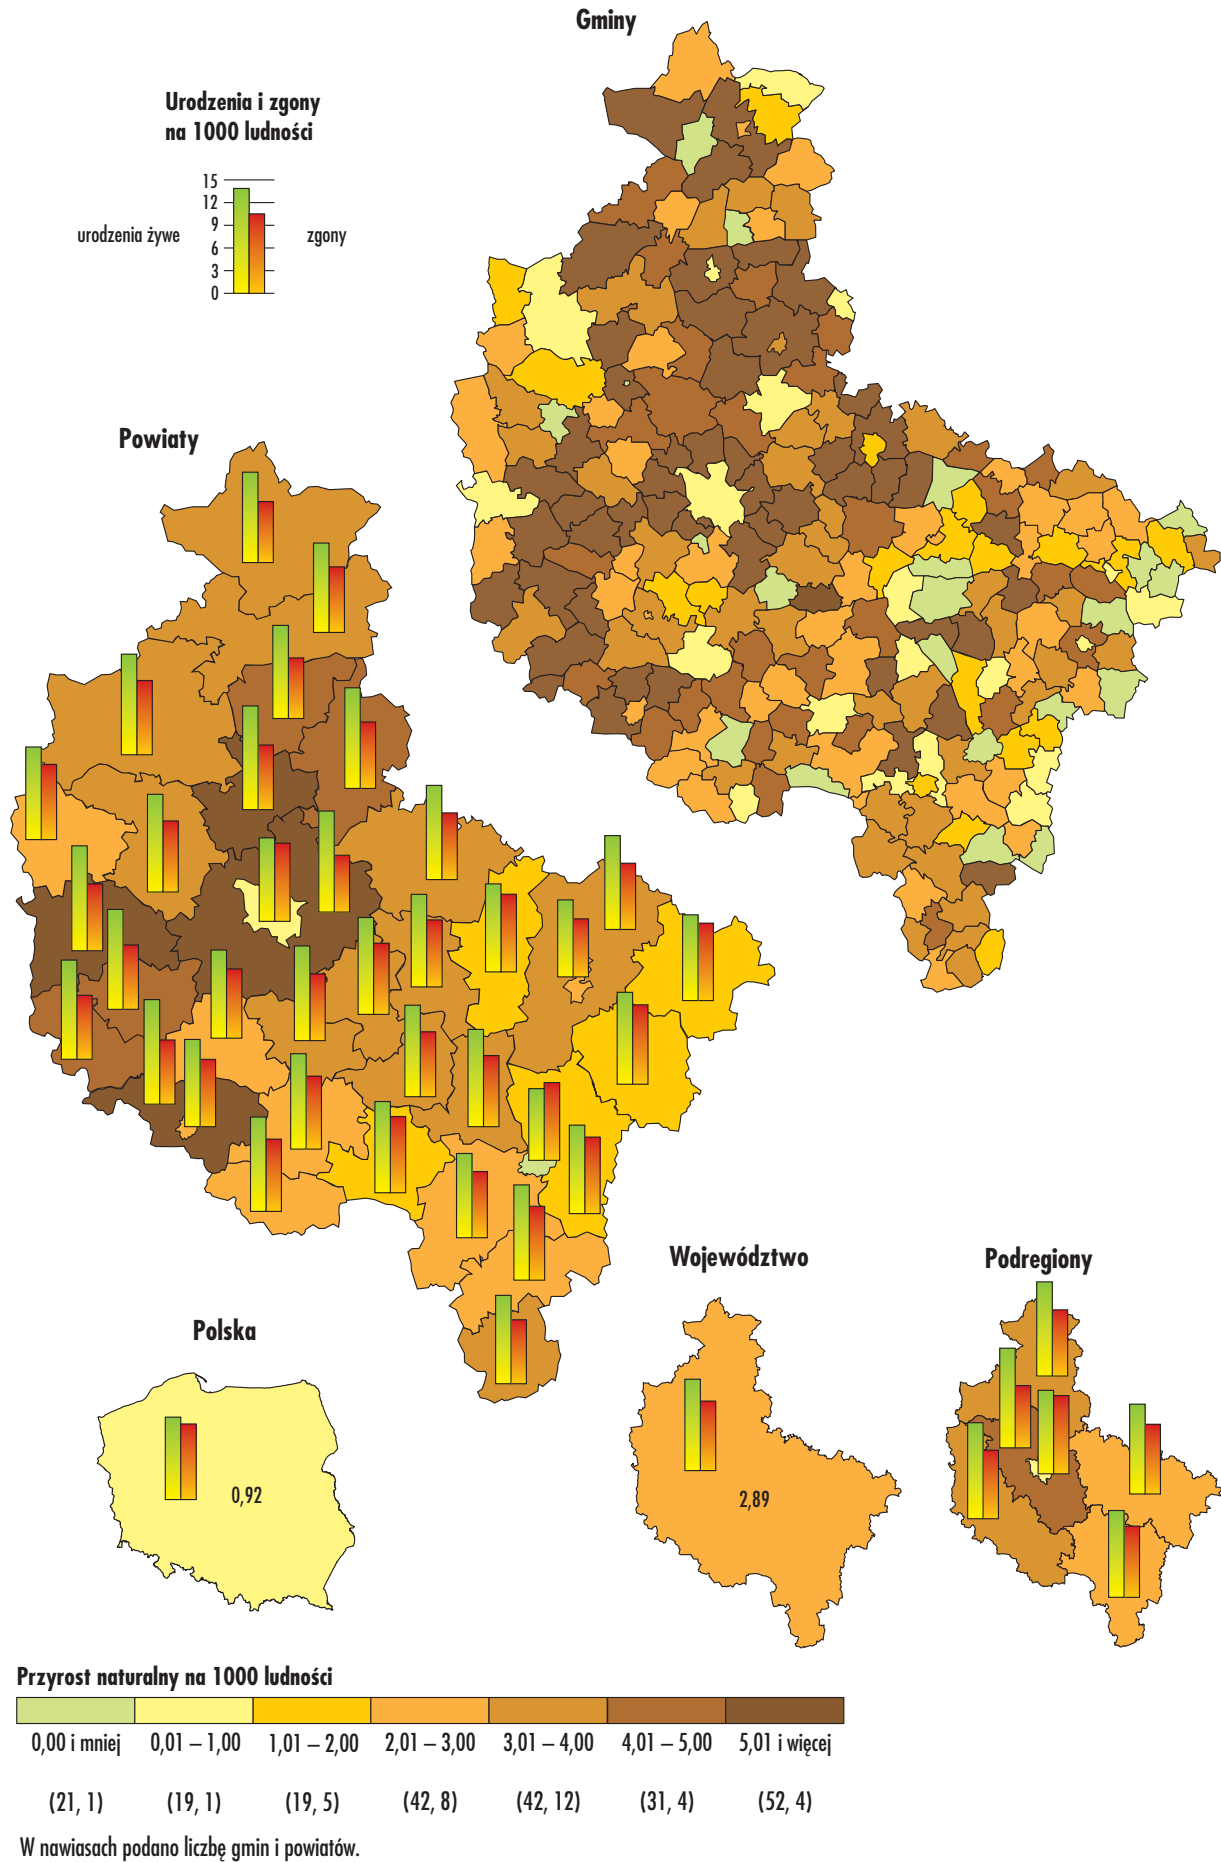 Gminy
Urodzenia i zgony
na 1000 ludności
15
12
9
6
3
0
urodzenia żywe
zgony
Powiaty
Województwo
Podregiony
Polska
0,92
2,89
Przyrost naturalny na 1000 ludności
0,00 i mniej 0,01 – 1,00 1,01 – 2,00 2,01 – 3,00 3,01 – 4,00 4,01 – 5,00 5,01 i więcej
(21, 1) (19, 1) (19, 5) (42, 8) (42, 12) (31, 4) (52, 4)
W nawiasach podano liczbę gmin i powiatów.